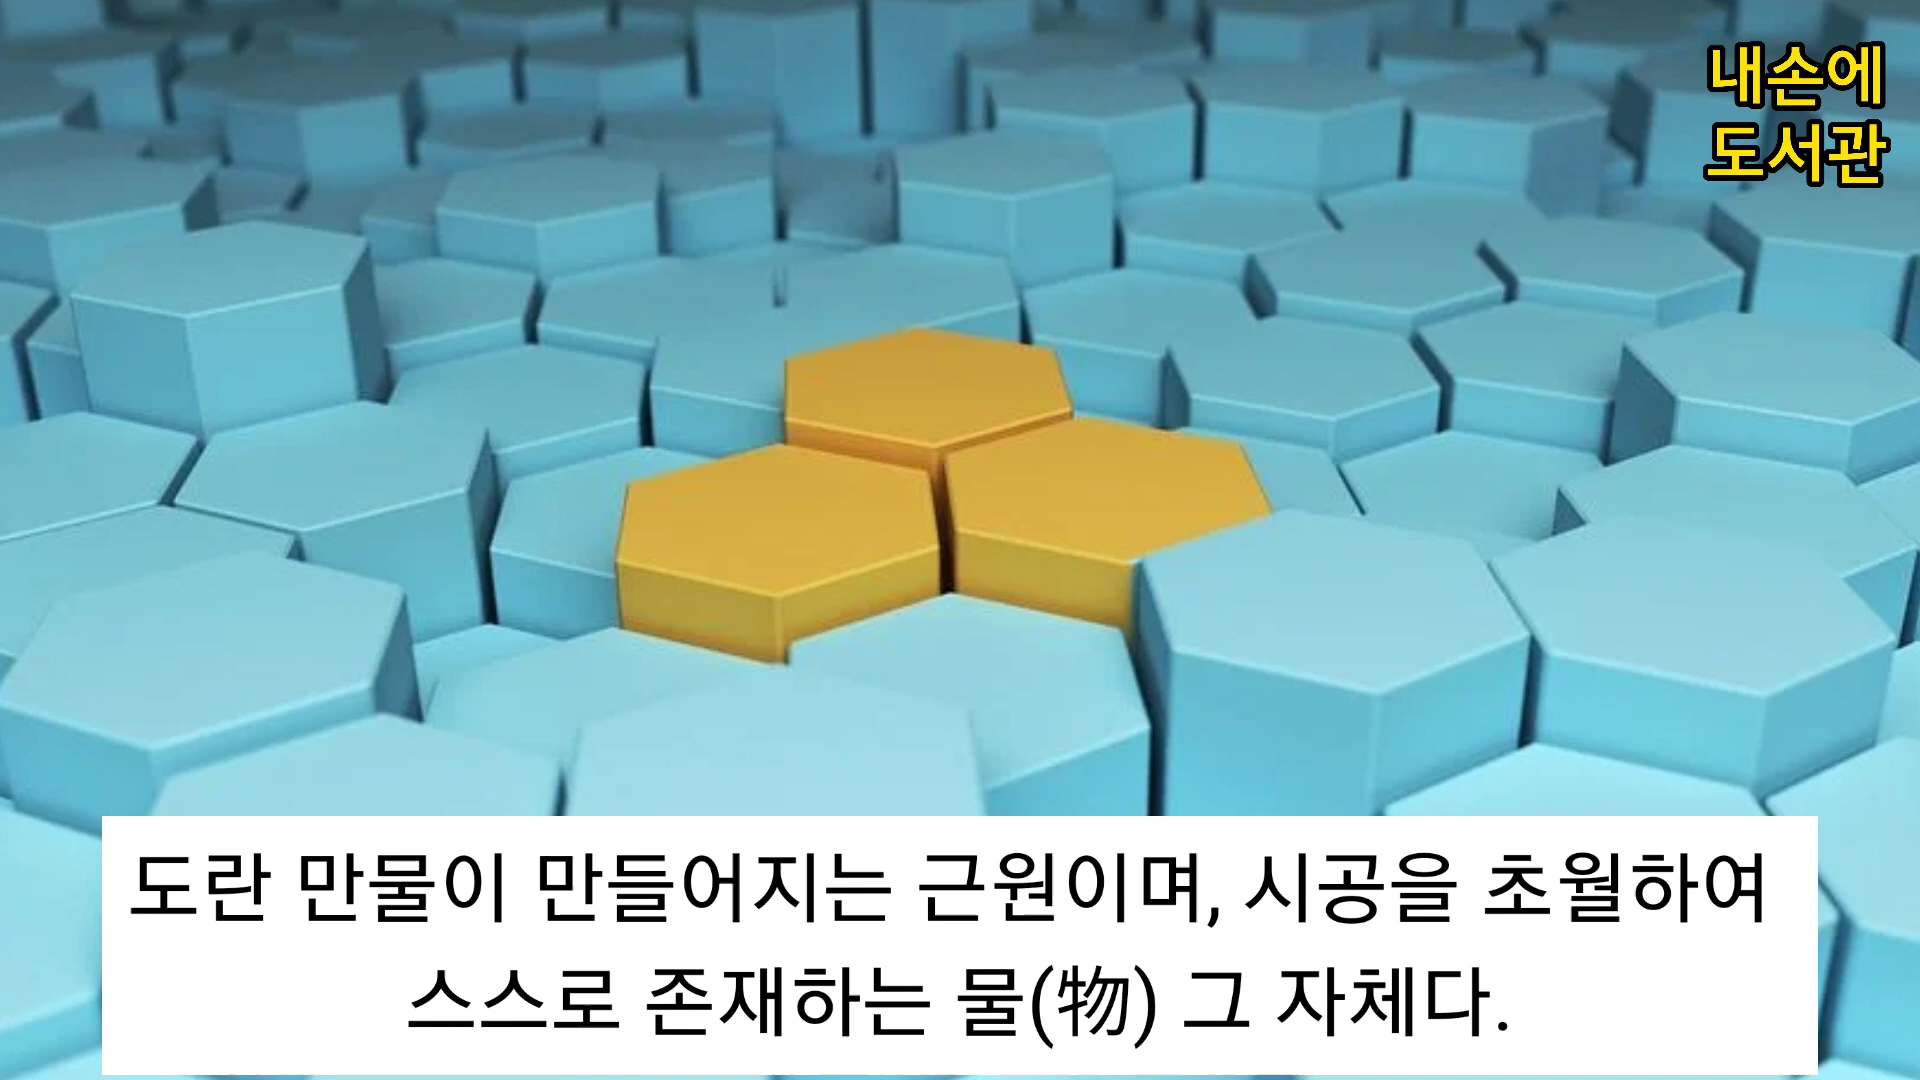 내손에
도서관
도란 만물이 만들어지는 근원이며, 시공을 초월하여
스스로 존재하는 물(物) 그 자체다.